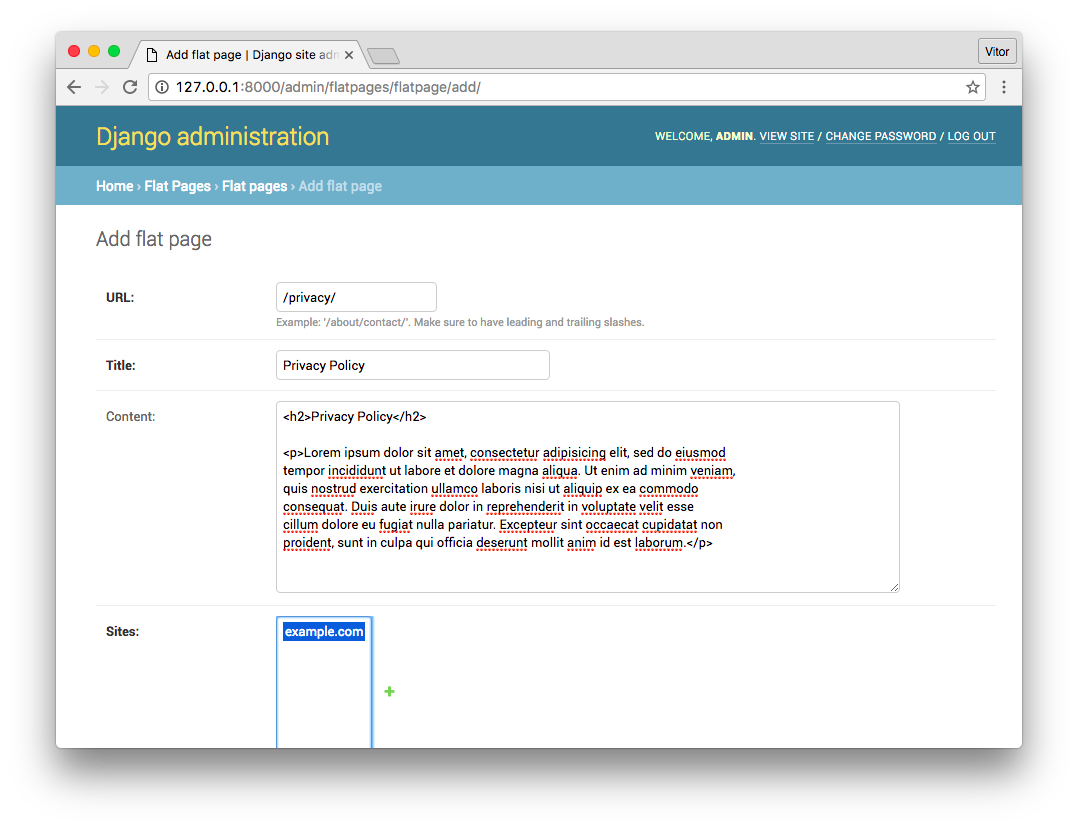 Add flat page | Django site adn
Vitor
127.0.0.1:8000/admin/flatpages/flatpage/add/
Django administration
WELCOME, ADMIN. VIEW SITE / CHANGE PASSWORD / LOG OUT
Home › Flat Pages › Flat pages › Add flat page
Add flat page
URL:
/privacy/
Example: '/about/contact/'. Make sure to have leading and trailing slashes.
Title:
Privacy Policy
Content:
<h2>Privacy Policy</h2>
<p>Lorem ipsum dolor sit amet, consectetur adipisicing elit, sed do eiusmod
tempor incididunt ut labore et dolore magna aliqua. Ut enim ad minim veniam,
quis nostrud exercitation ullamco laboris nisi ut aliquip ex ea commodo
consequat. Duis aute irure dolor in reprehenderit in voluptate velit esse
cillum dolore eu fugiat nulla pariatur. Excepteur sint occaecat cupidatat non
proident, sunt in culpa qui officia deserunt mollit anim id est laborum.</p>
Sites:
example.com